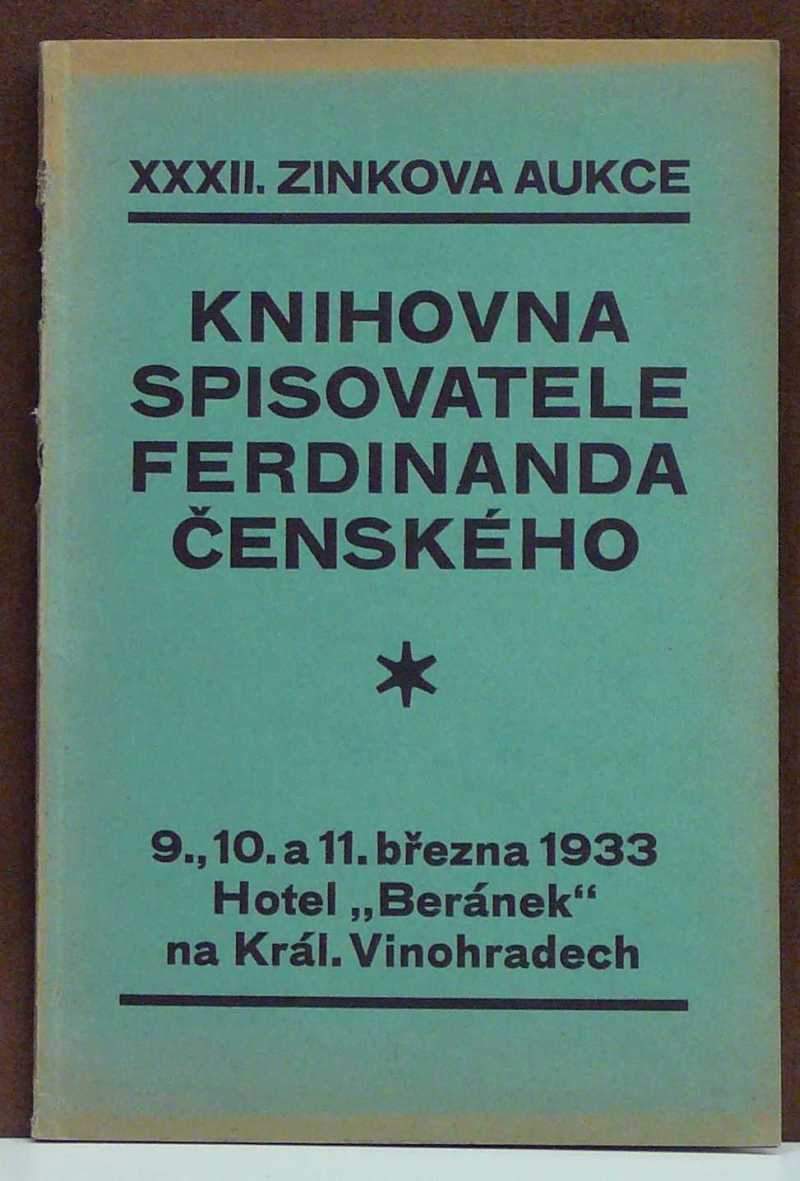 XXXII. ZINKOVA AUKCE
KNIHOVNA
SPISOVATELE
FERDINANDA
ČENSKÉHO
*
9., 10. a 11. března 1933
Hotel „Beránek“
na Král. Vinohradech